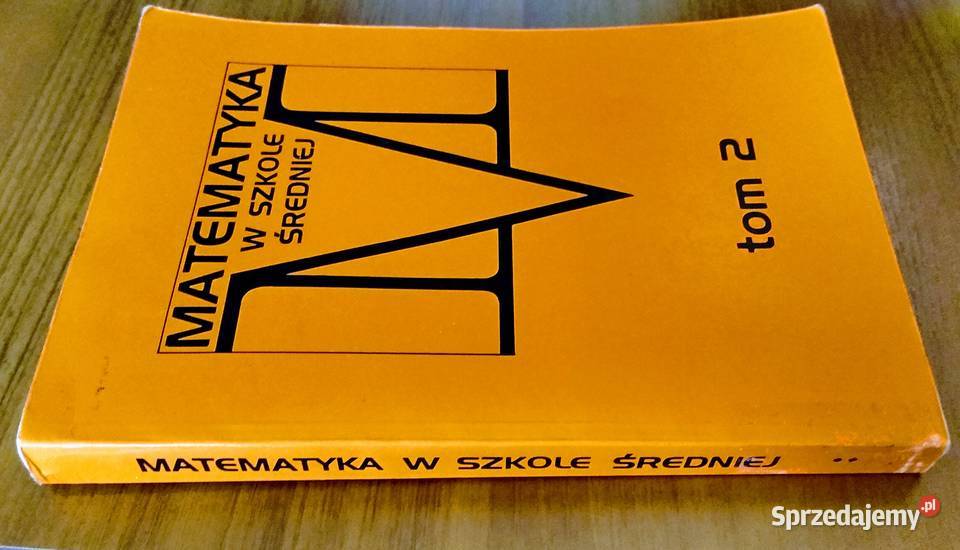 MATEMATYKA
W SZKOLE
ŚREDNIEJ
tom 2
MATEMATYKA W SZKOLE ŚREDNIEJ ••
Sprzedajemy.pl